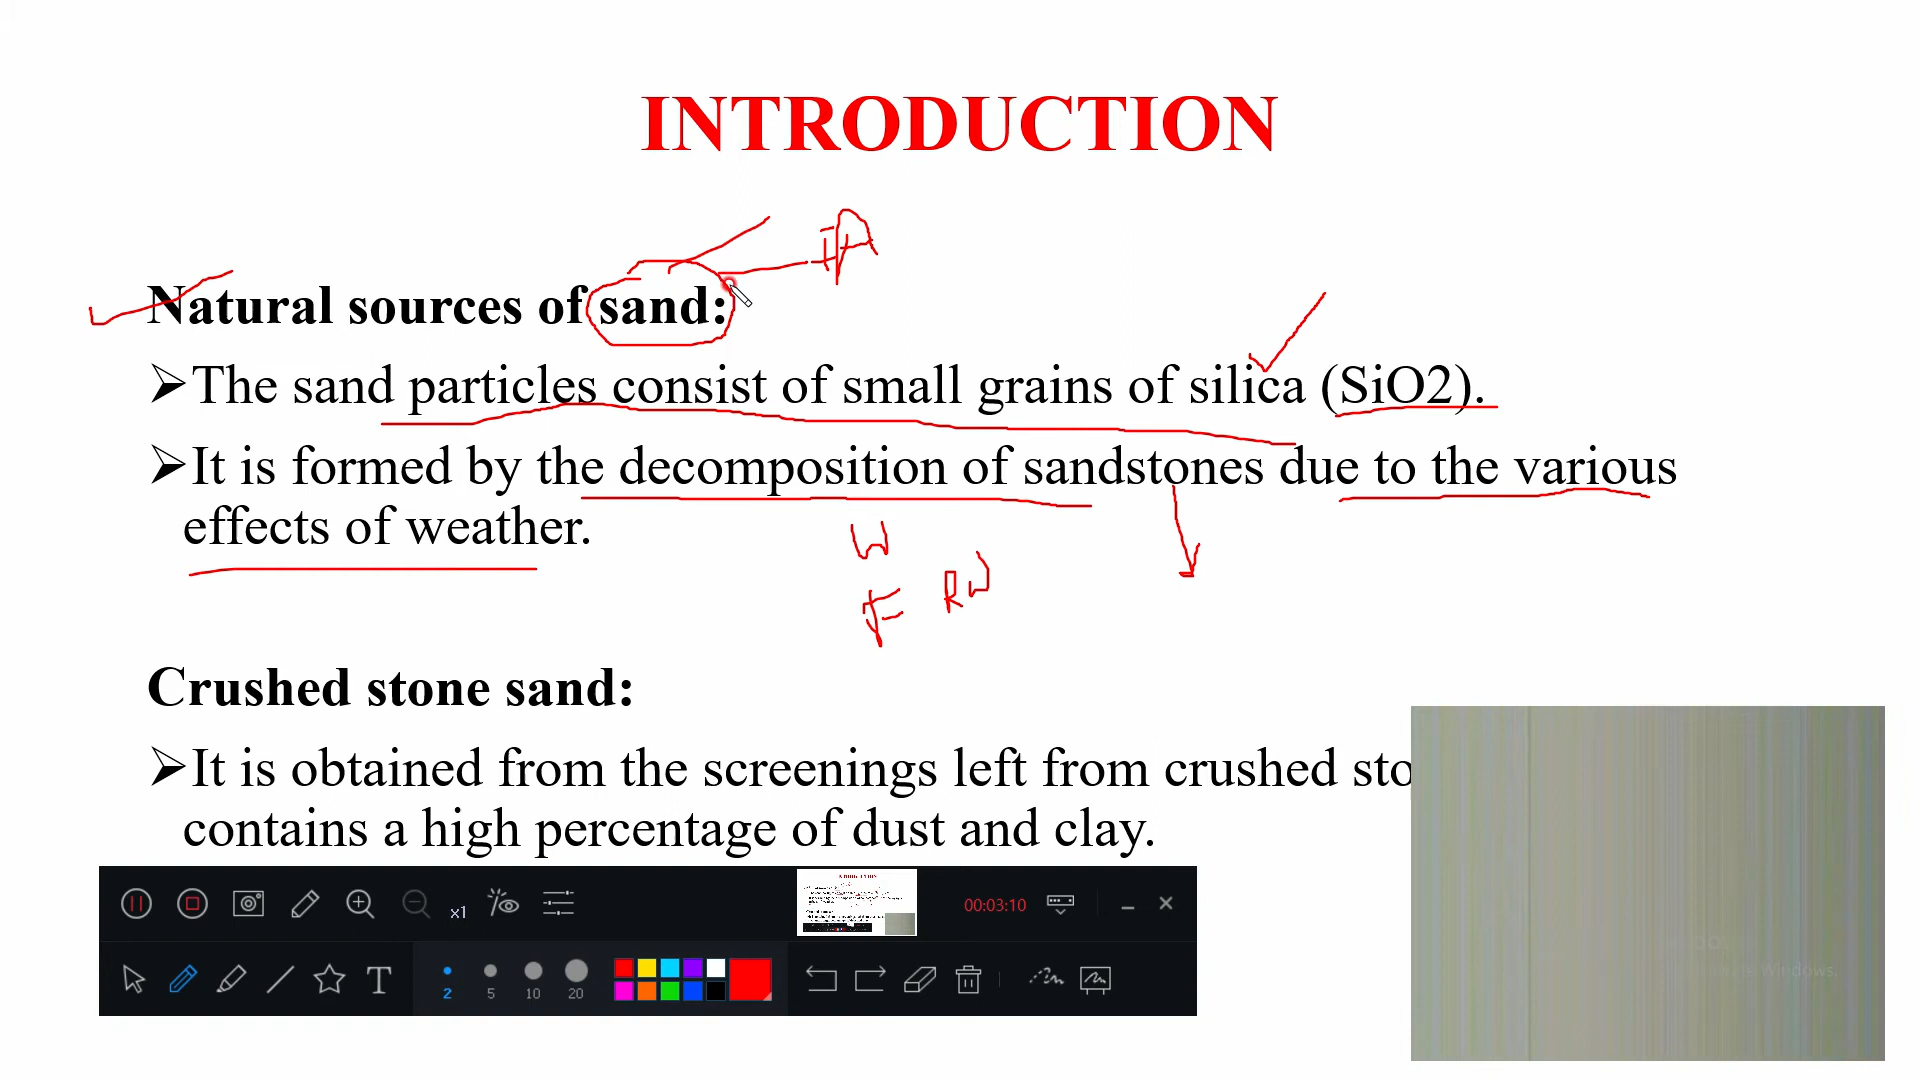 INTRODUCTION
FA
Natural sources of sand:
➢The sand particles consist of small grains of silica (SiO2).
➢It is formed by the decomposition of sandstones due to the various
effects of weather.
W
F RW
Crushed stone sand:
➢It is obtained from the screenings left from crushed sto
contains a high percentage of dust and clay.
x1
00:03:10
T
2 5 10 20